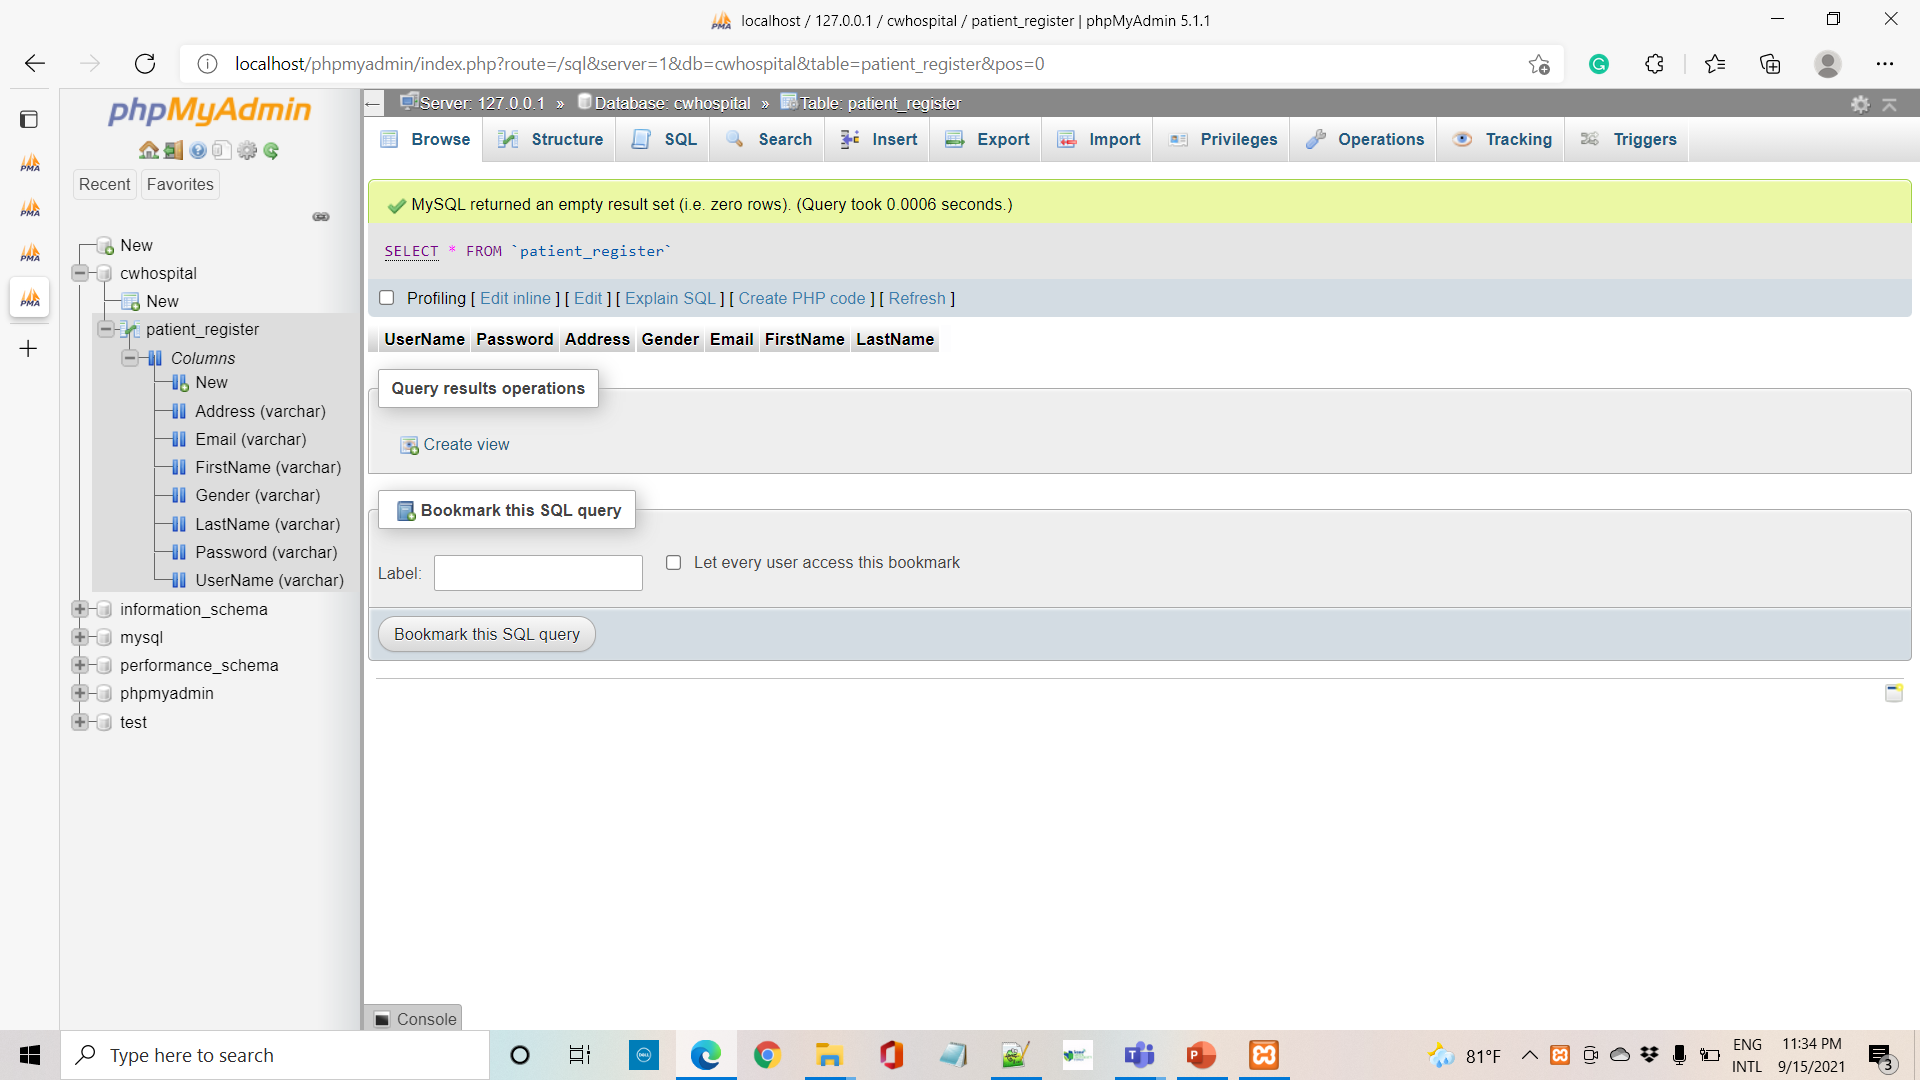 localhost / 127.0.0.1 / cwhospital / patient_register | phpMyAdmin 5.1.1
localhost/phpmyadmin/index.php?route=/sql&server=1&db=cwhospital&table=patient_register&pos=0
phpMyAdmin
Recent Favorites
New
cwhospital
New
patient_register
Columns
New
Address (varchar)
Email (varchar)
FirstName (varchar)
Gender (varchar)
LastName (varchar)
Password (varchar)
UserName (varchar)
information_schema
mysql
performance_schema
phpmyadmin
test
PMA
PMA
PMA
PMA
Server: 127.0.0.1 » Database: cwhospital » Table: patient_register
Browse Structure SQL Search Insert Export Import Privileges Operations Tracking Triggers
MySQL returned an empty result set (i.e. zero rows). (Query took 0.0006 seconds.)
SELECT * FROM `patient_register`
Profiling [ Edit inline ] [ Edit ] [ Explain SQL ] [ Create PHP code ] [ Refresh ]
UserName Password Address Gender Email FirstName LastName
Query results operations
Create view
Bookmark this SQL query
Label: Let every user access this bookmark
Bookmark this SQL query
Console
Type here to search
81°F
ENG
INTL
11:34 PM
9/15/2021
3